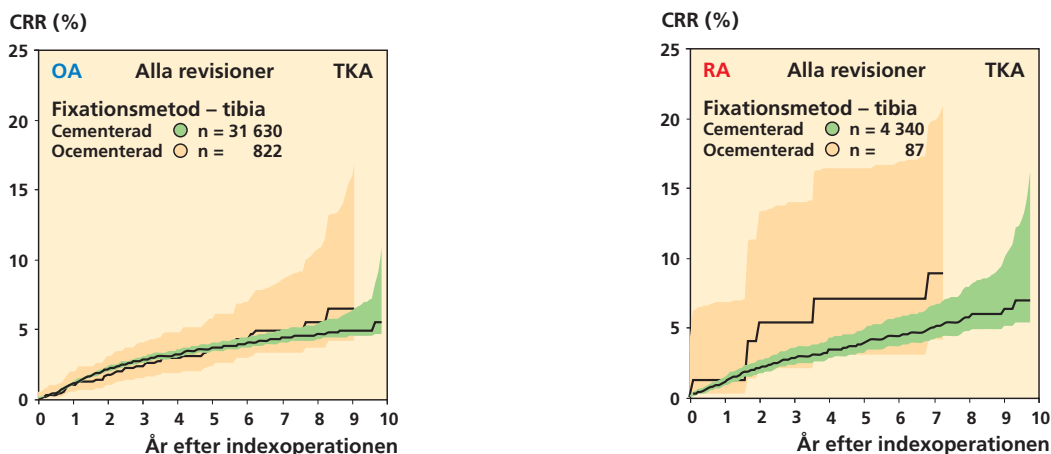 CRR (%)
25
20
15
10
5
0
OA Alla revisioner TKA
Fixationsmetod – tibia
Cementerad n = 31 630
Ocementerad n = 822
0 1 2 3 4 5 6 7 8 9 10
År efter indexoperationen
CRR (%)
25
20
15
10
5
0
RA Alla revisioner TKA
Fixationsmetod – tibia
Cementerad n = 4 340
Ocementerad n = 87
0 1 2 3 4 5 6 7 8 9 10
År efter indexoperationen